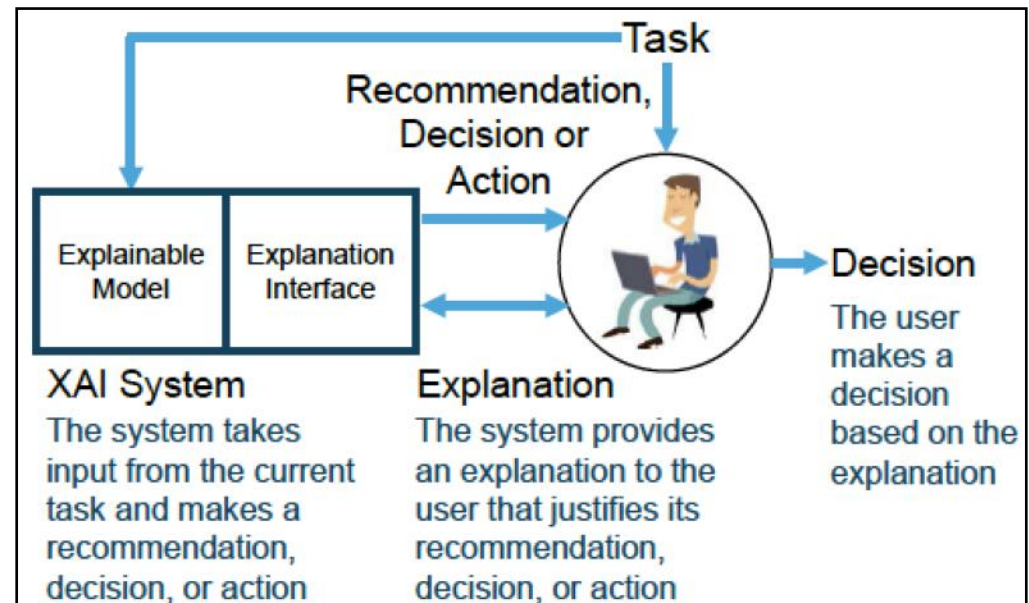 Task
Recommendation,
Decision or
Action
Explainable
Model
Explanation
Interface
Decision
The user
makes a
decision
based on the
explanation
XAI System
The system takes
input from the current
task and makes a
recommendation,
decision, or action
Explanation
The system provides
an explanation to the
user that justifies its
recommendation,
decision, or action